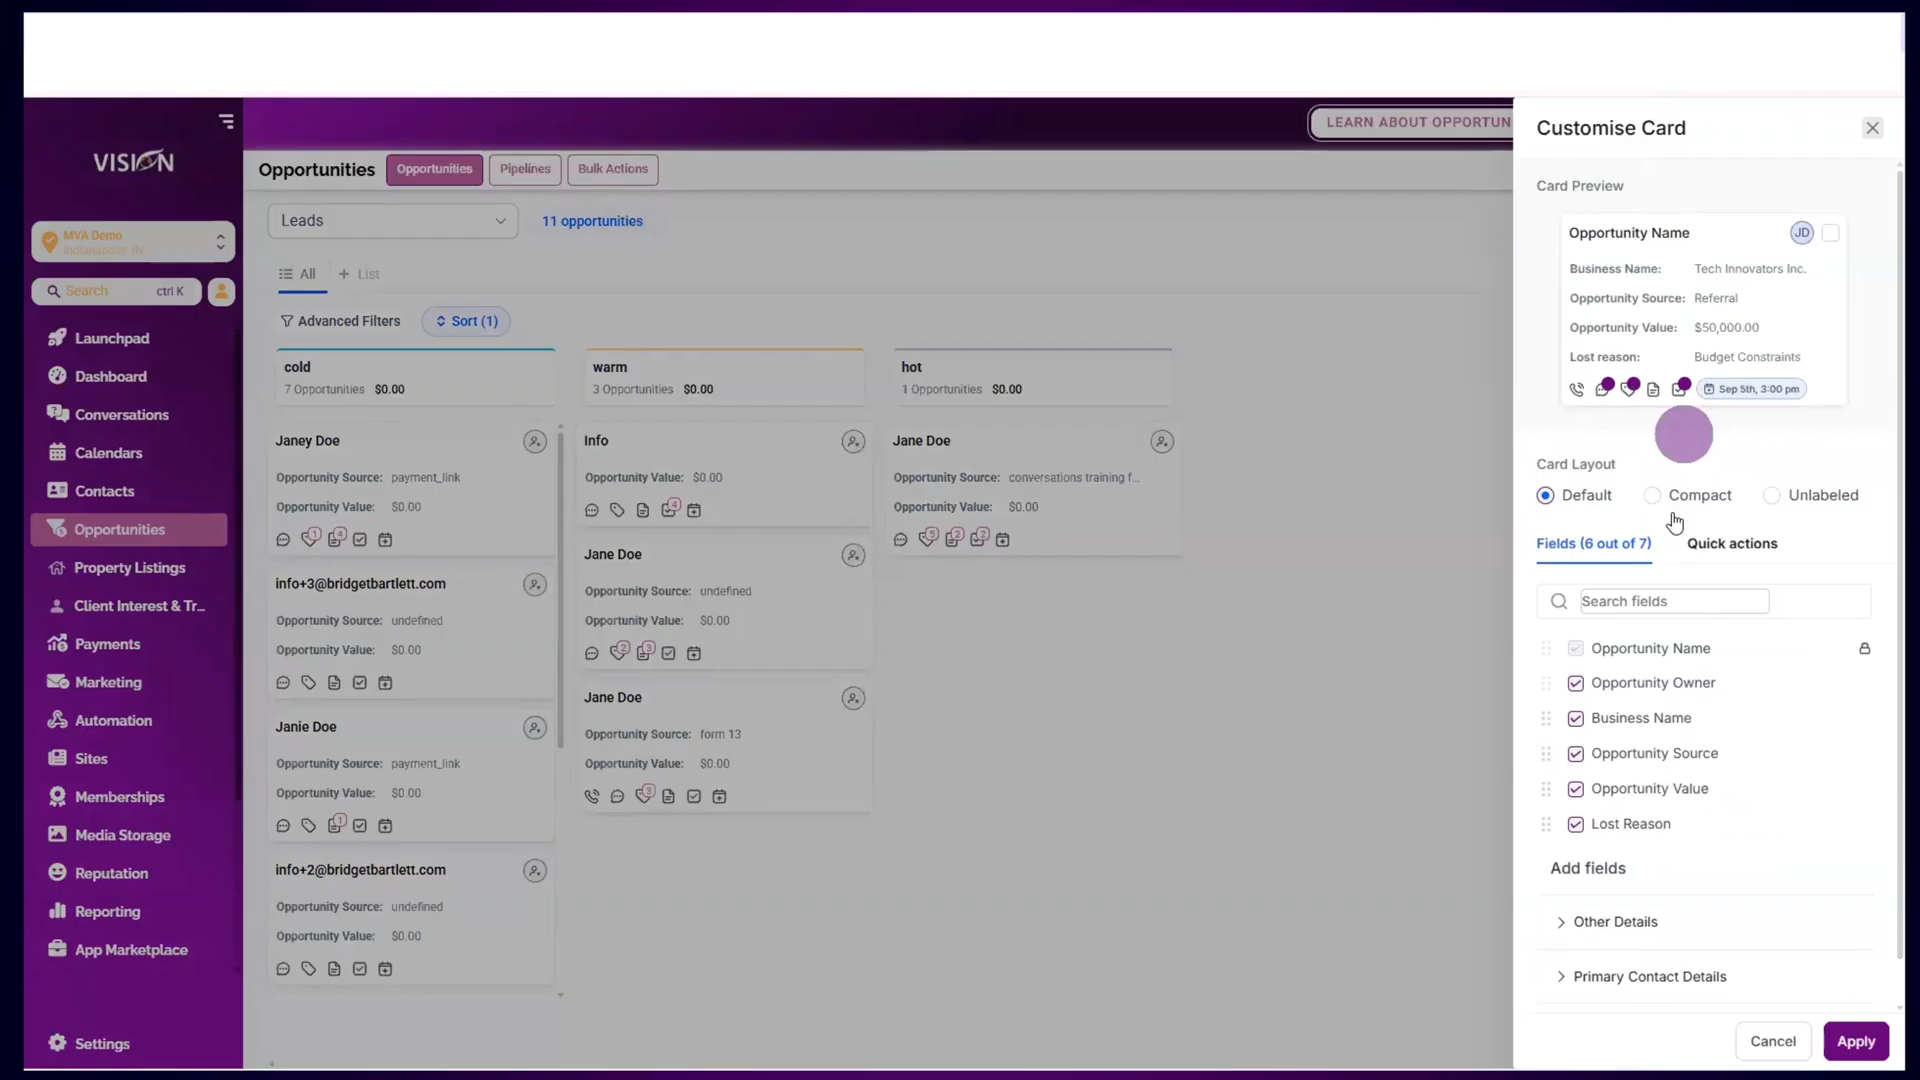 VISION
MVA Demo
Indianapolis, IN
Search ctrl K
Launchpad
Dashboard
Conversations
Calendars
Contacts
Opportunities
Property Listings
Client Interest & Tr...
Payments
Marketing
Automation
Sites
Memberships
Media Storage
Reputation
Reporting
App Marketplace
Settings
LEARN ABOUT OPPORTUN
Opportunities Opportunities Pipelines Bulk Actions
Leads 11 opportunities
All + List
Advanced Filters Sort (1)
cold
7 Opportunities $0.00
Janey Doe
Opportunity Source: payment_link
Opportunity Value: $0.00
1 4
info+3@bridgetbartlett.com
Opportunity Source: undefined
Opportunity Value: $0.00
Janie Doe
Opportunity Source: payment_link
Opportunity Value: $0.00
1
info+2@bridgetbartlett.com
Opportunity Source: undefined
Opportunity Value: $0.00
warm
3 Opportunities $0.00
Info
Opportunity Value: $0.00
4
Jane Doe
Opportunity Source: undefined
Opportunity Value: $0.00
2 3
Jane Doe
Opportunity Source: form 13
Opportunity Value: $0.00
3
hot
1 Opportunities $0.00
Jane Doe
Opportunity Source: conversations training f...
Opportunity Value: $0.00
5 2 2
Customise Card
Card Preview
Opportunity Name JD
Business Name: Tech Innovators Inc.
Opportunity Source: Referral
Opportunity Value: $50,000.00
Lost reason: Budget Constraints
Sep 5th, 3:00 pm
Card Layout
Default Compact Unlabeled
Fields (6 out of 7) Quick actions
Search fields
Opportunity Name
Opportunity Owner
Business Name
Opportunity Source
Opportunity Value
Lost Reason
Add fields
Other Details
Primary Contact Details
Cancel Apply